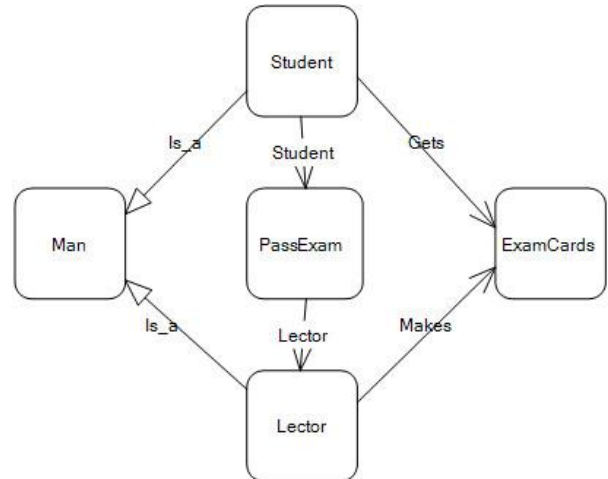 Student
Is_a
Gets
Student
Man
PassExam
ExamCards
Is_a
Lector
Makes
Lector